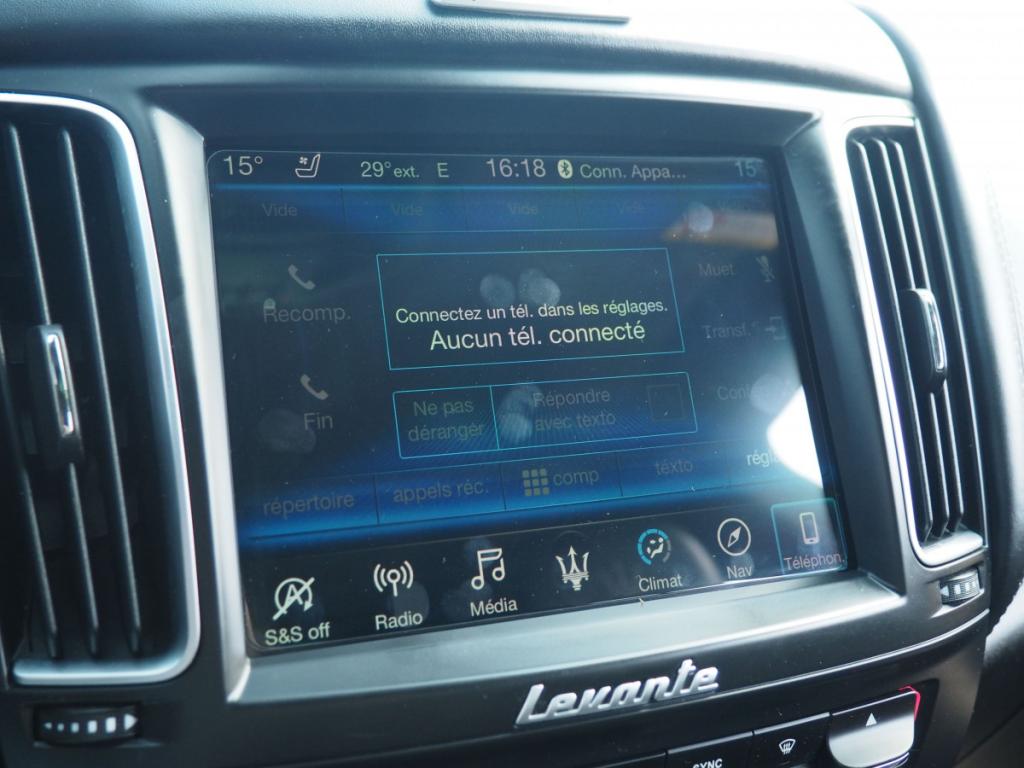 15° 29°ext. E 16:18 Conn. Appa... 15°
Vide Vide Vide Vide
Recomp.
Connectez un tél. dans les réglages.
Aucun tél. connecté
Muet
Transf.
Fin
Ne pas
déranger
Répondre
avec texto
répertoire appels réc. comp texto
S&S off Radio Média Climat Nav Téléphon.
Levante
SYNC